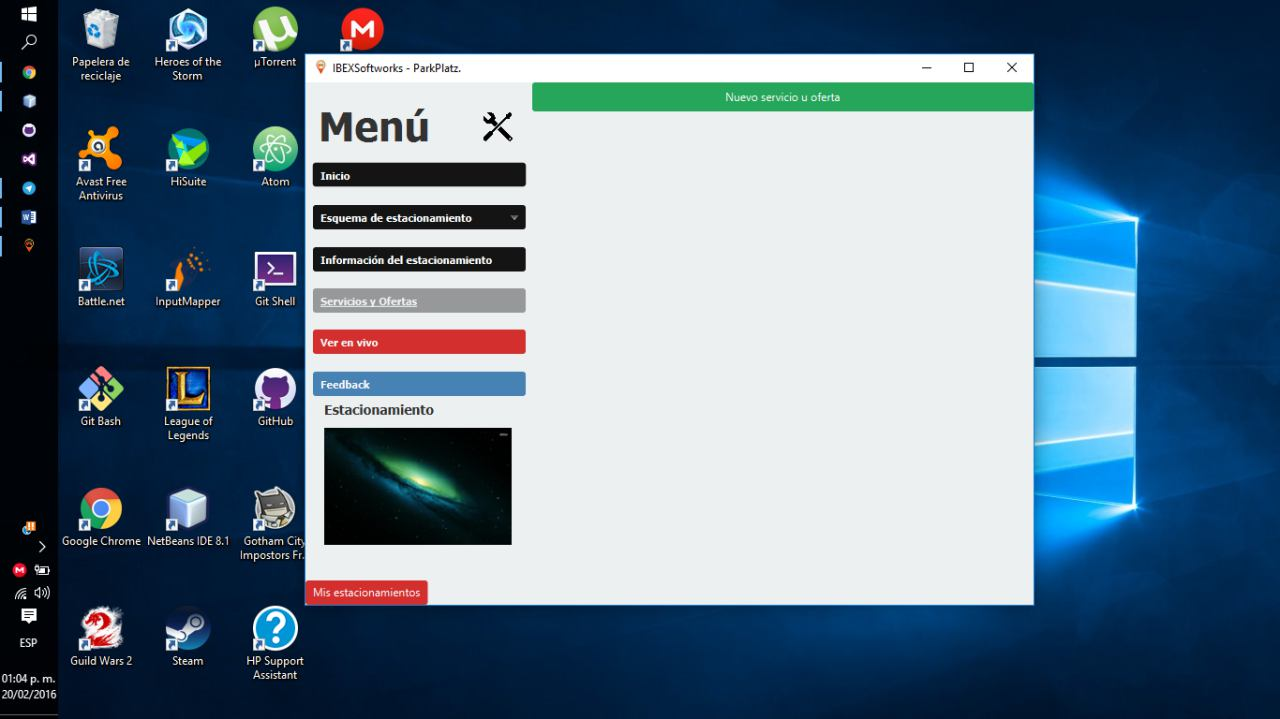 Papelera de
reciclaje
Heroes of the
Storm
µTorrent
Avast Free
Antivirus
HiSuite
Atom
Battle.net
InputMapper
Git Shell
Git Bash
League of
Legends
GitHub
Google Chrome
NetBeans IDE 8.1
Gotham City
Impostors Fr...
Guild Wars 2
Steam
HP Support
Assistant
ESP
01:04 p. m.
20/02/2016
IBEXSoftworks - ParkPlatz.
Menú
Inicio
Esquema de estacionamiento
Información del estacionamiento
Servicios y Ofertas
Ver en vivo
Feedback
Estacionamiento
Mis estacionamientos
Nuevo servicio u oferta